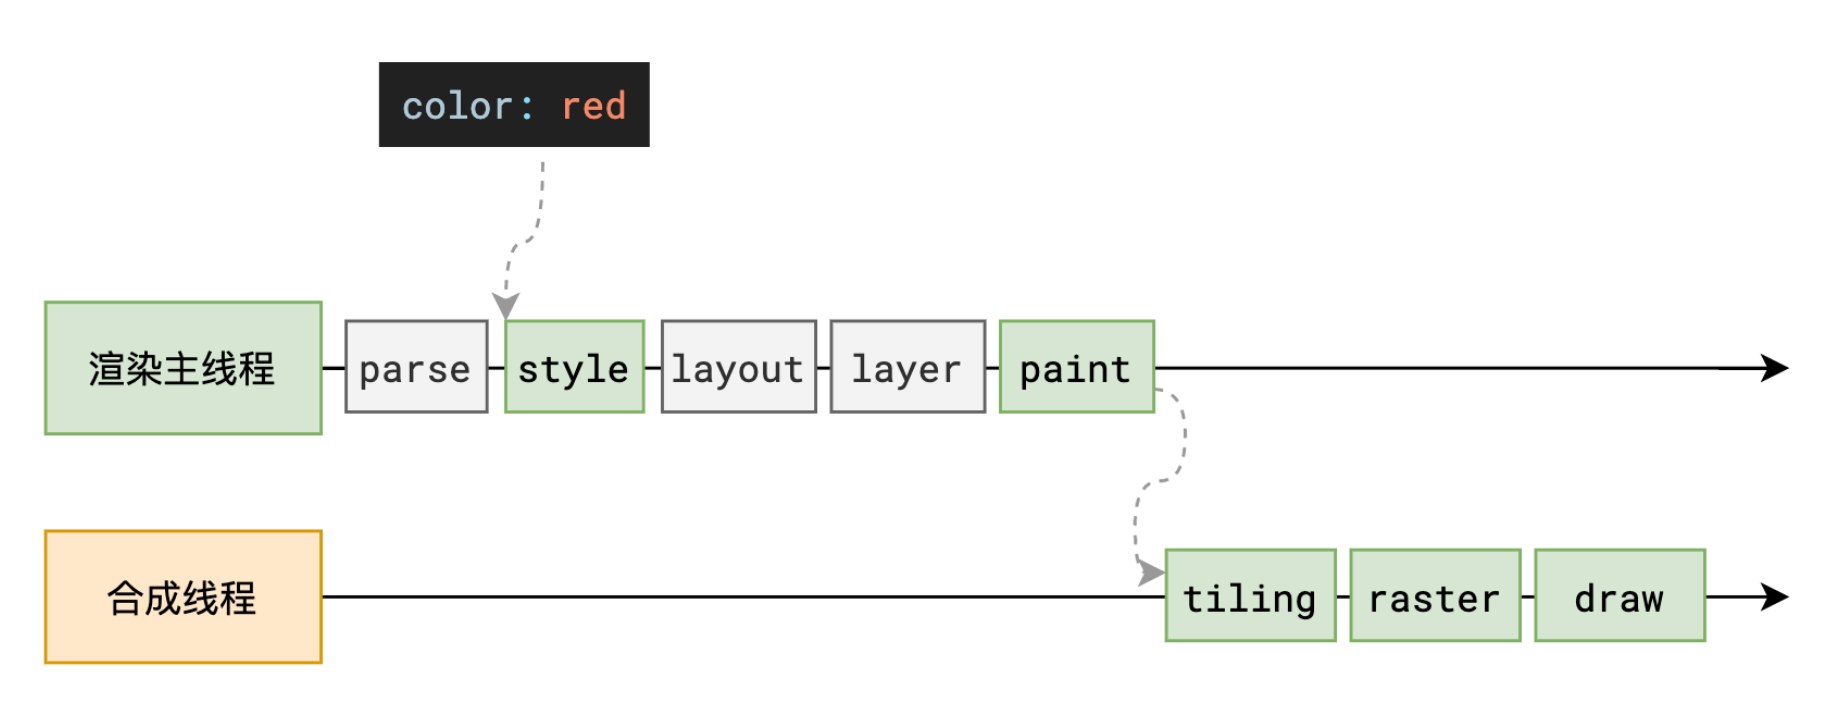 color: red
渲染主线程
parse
style
layout
layer
paint
合成线程
tiling
raster
draw